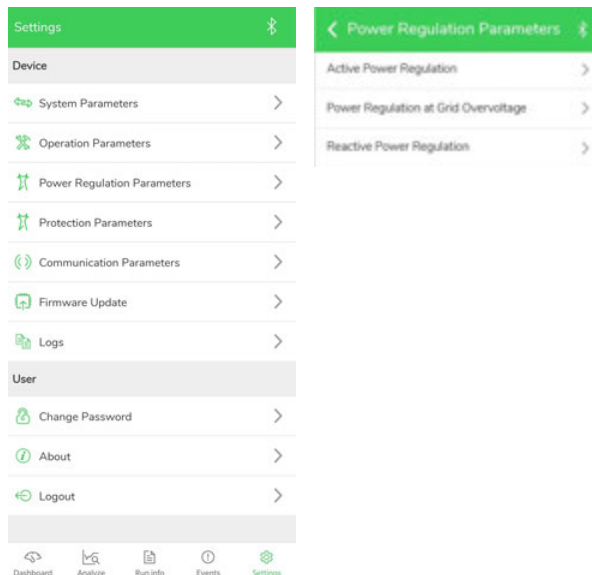 Settings
Device
System Parameters
Operation Parameters
Power Regulation Parameters
Protection Parameters
Communication Parameters
Firmware Update
Logs
User
Change Password
About
Logout
Dashboard Analyze Run info Events Settings
Power Regulation Parameters
Active Power Regulation
Power Regulation at Grid Overvoltage
Reactive Power Regulation